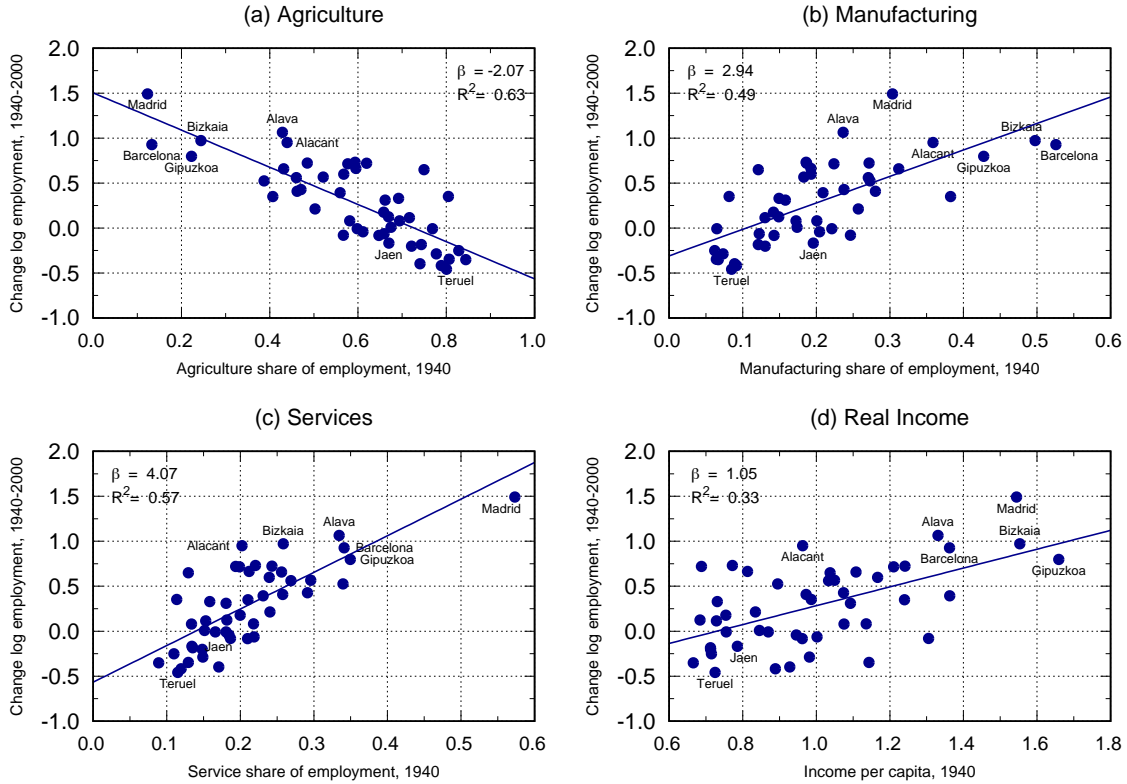 (a) Agriculture
Change log employment, 1940-2000
2.0
1.5
1.0
0.5
0.0
-0.5
-1.0
β = -2.07
R²= 0.63
Madrid
Alava
Bizkaia
Alacant
Barcelona
Gipuzkoa
Jaen
Teruel
0.0 0.2 0.4 0.6 0.8 1.0
Agriculture share of employment, 1940
(b) Manufacturing
Change log employment, 1940-2000
2.0
1.5
1.0
0.5
0.0
-0.5
-1.0
β = 2.94
R²= 0.49
Madrid
Alava
Bizkaia
Alacant
Barcelona
Gipuzkoa
Jaen
Teruel
0.0 0.1 0.2 0.3 0.4 0.5 0.6
Manufacturing share of employment, 1940
(c) Services
Change log employment, 1940-2000
2.0
1.5
1.0
0.5
0.0
-0.5
-1.0
β = 4.07
R²= 0.57
Madrid
Alava
Bizkaia
Alacant
Barcelona
Gipuzkoa
Jaen
Teruel
0.0 0.1 0.2 0.3 0.4 0.5 0.6
Service share of employment, 1940
(d) Real Income
Change log employment, 1940-2000
2.0
1.5
1.0
0.5
0.0
-0.5
-1.0
β = 1.05
R²= 0.33
Madrid
Alava
Bizkaia
Alacant
Barcelona
Gipuzkoa
Jaen
Teruel
0.6 0.8 1.0 1.2 1.4 1.6 1.8
Income per capita, 1940